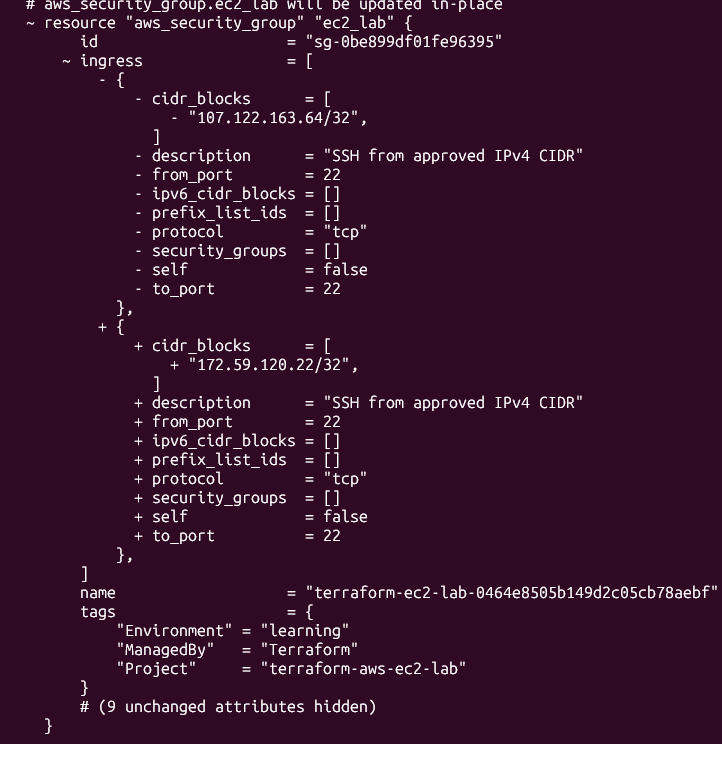 # aws_security_group.ec2_lab will be updated in-place
~ resource "aws_security_group" "ec2_lab" {
id = "sg-0be899df01fe96395"
~ ingress = [
- {
- cidr_blocks = [
- "107.122.163.64/32",
]
- description = "SSH from approved IPv4 CIDR"
- from_port = 22
- ipv6_cidr_blocks = []
- prefix_list_ids = []
- protocol = "tcp"
- security_groups = []
- self = false
- to_port = 22
},
+ {
+ cidr_blocks = [
+ "172.59.120.22/32",
]
+ description = "SSH from approved IPv4 CIDR"
+ from_port = 22
+ ipv6_cidr_blocks = []
+ prefix_list_ids = []
+ protocol = "tcp"
+ security_groups = []
+ self = false
+ to_port = 22
},
]
name = "terraform-ec2-lab-0464e8505b149d2c05cb78aebf"
tags = {
"Environment" = "learning"
"ManagedBy" = "Terraform"
"Project" = "terraform-aws-ec2-lab"
}
# (9 unchanged attributes hidden)
}